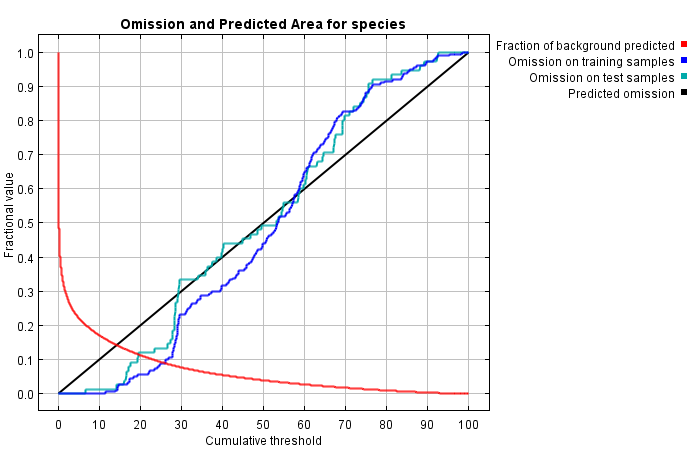 Omission and Predicted Area for species
Fraction of background predicted
Omission on training samples
Omission on test samples
Predicted omission
Fractional value
1.0
0.9
0.8
0.7
0.6
0.5
0.4
0.3
0.2
0.1
0.0
0 10 20 30 40 50 60 70 80 90 100
Cumulative threshold